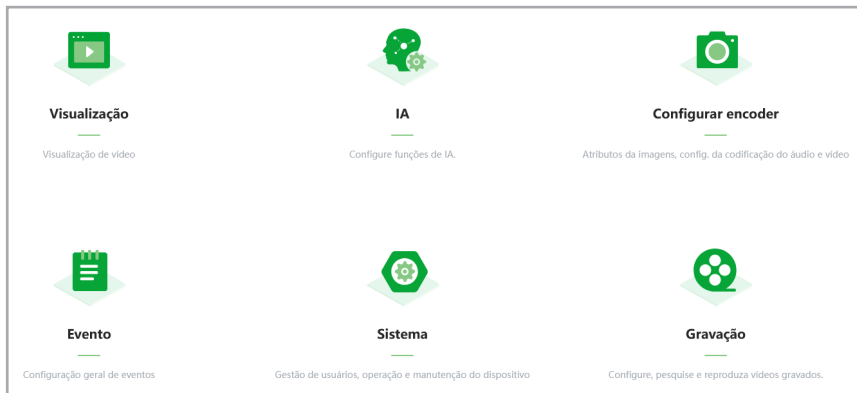 Visualização
IA
Configurar encoder
Visualização de vídeo
Configure funções de IA.
Atributos da imagens, config. da codificação do áudio e vídeo
Evento
Sistema
Gravação
Configuração geral de eventos
Gestão de usuários, operação e manutenção do dispositivo
Configure, pesquise e reproduza vídeos gravados.